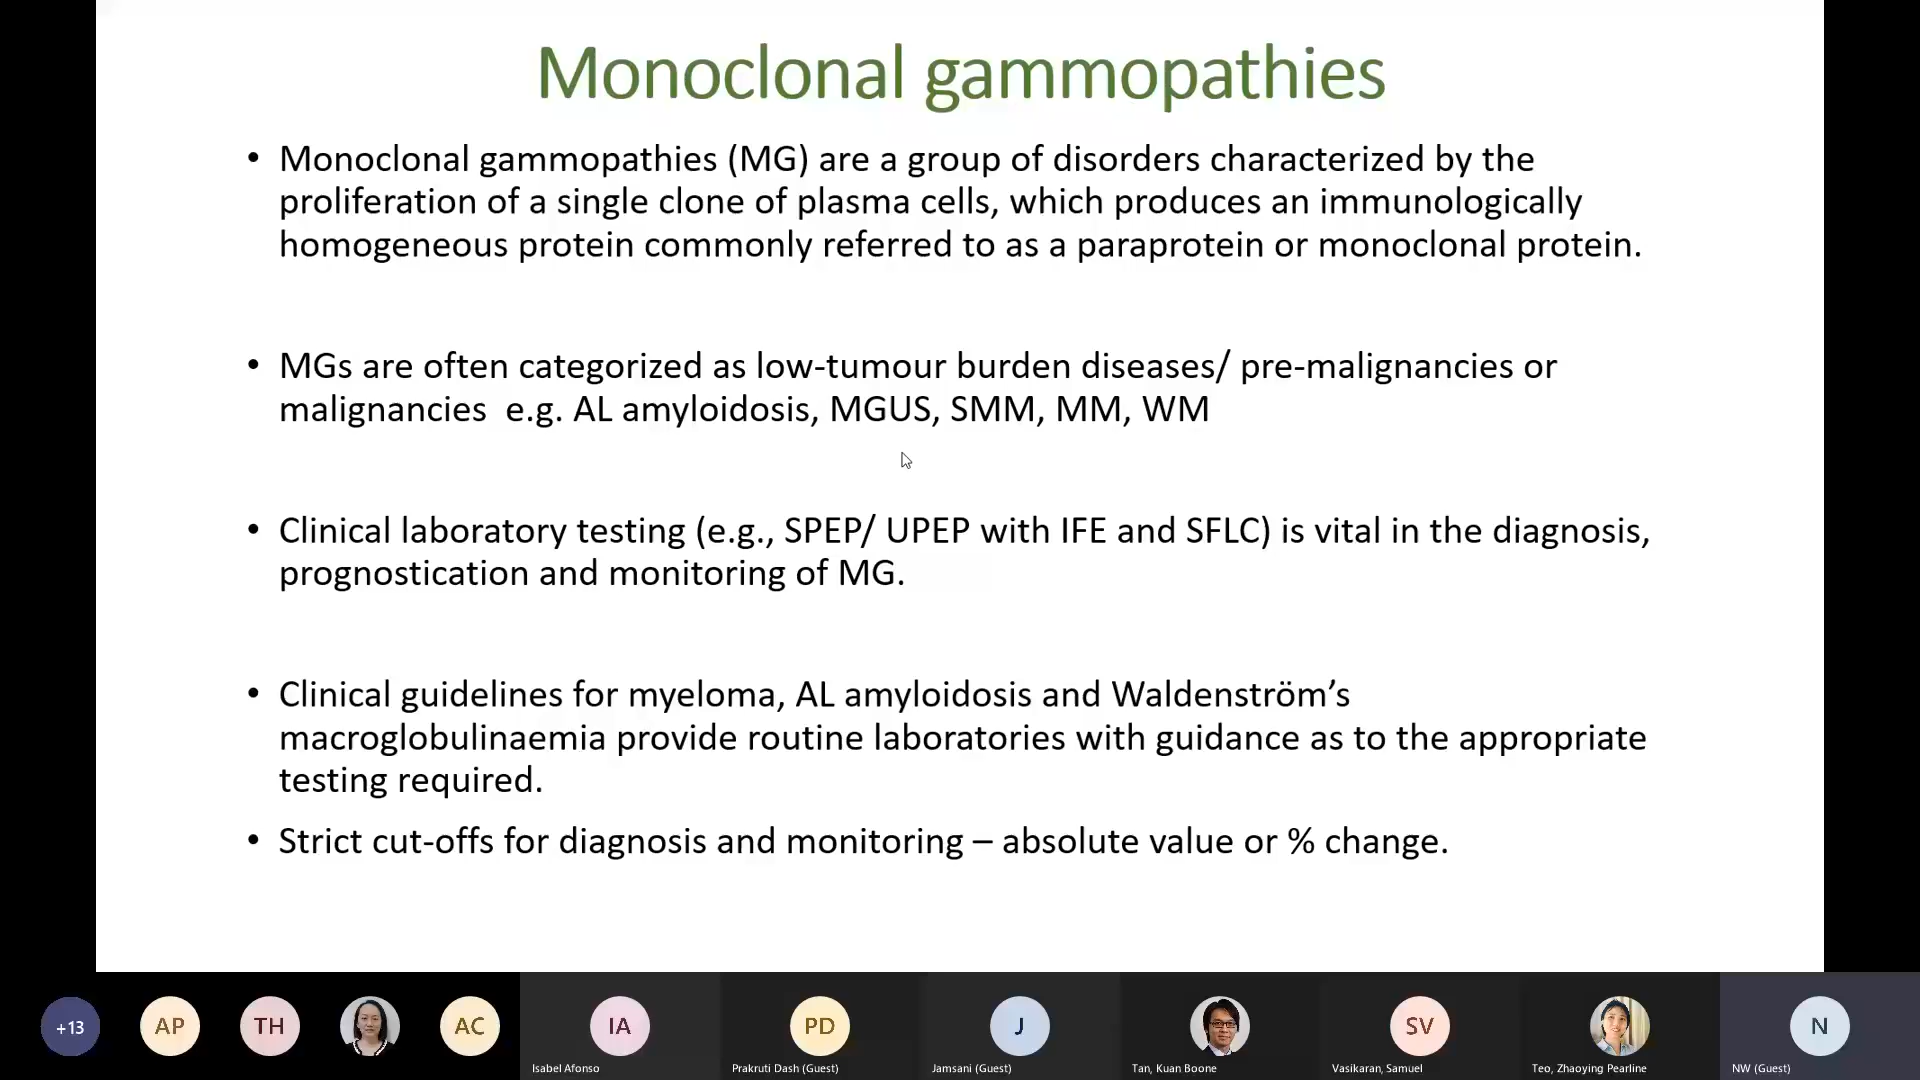 Monoclonal gammopathies
• Monoclonal gammopathies (MG) are a group of disorders characterized by the
proliferation of a single clone of plasma cells, which produces an immunologically
homogeneous protein commonly referred to as a paraprotein or monoclonal protein.
• MGs are often categorized as low-tumour burden diseases/ pre-malignancies or
malignancies  e.g. AL amyloidosis, MGUS, SMM, MM, WM
• Clinical laboratory testing (e.g., SPEP/ UPEP with IFE and SFLC) is vital in the diagnosis,
prognostication and monitoring of MG.
• Clinical guidelines for myeloma, AL amyloidosis and Waldenström’s
macroglobulinaemia provide routine laboratories with guidance as to the appropriate
testing required.
• Strict cut-offs for diagnosis and monitoring – absolute value or % change.
+13
AP
TH
AC
IA
PD
J
SV
N
Isabel Afonso
Prakruti Dash (Guest)
Jamsani (Guest)
Tan, Kuan Boone
Vasikaran, Samuel
Teo, Zhaoying Pearline
NW (Guest)